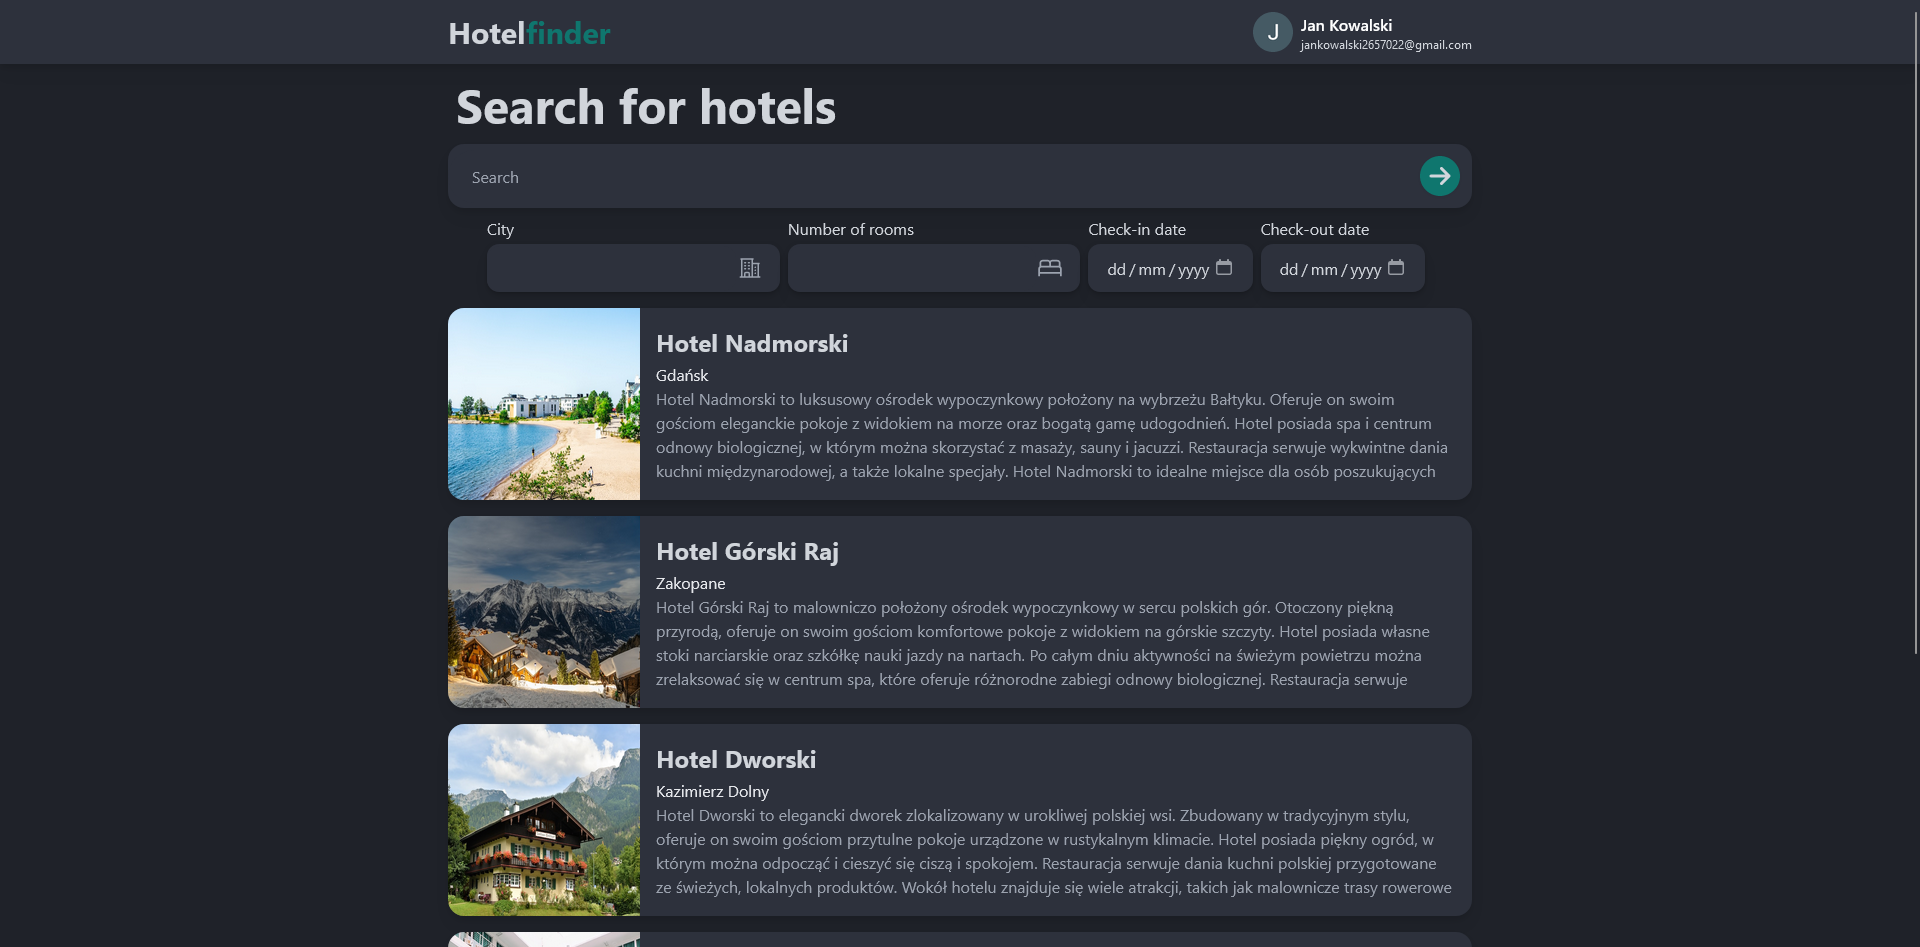 Hotelfinder
J
Jan Kowalski
jankowalski2657022@gmail.com
Search for hotels
Search
City
Number of rooms
Check-in date
Check-out date
dd/mm/yyyy
dd/mm/yyyy
Hotel Nadmorski
Gdańsk
Hotel Nadmorski to luksusowy ośrodek wypoczynkowy położony na wybrzeżu Bałtyku. Oferuje on swoim
gościom eleganckie pokoje z widokiem na morze oraz bogatą gamę udogodnień. Hotel posiada spa i centrum
odnowy biologicznej, w którym można skorzystać z masaży, sauny i jacuzzi. Restauracja serwuje wykwintne dania
kuchni międzynarodowej, a także lokalne specjały. Hotel Nadmorski to idealne miejsce dla osób poszukujących
Hotel Górski Raj
Zakopane
Hotel Górski Raj to malowniczo położony ośrodek wypoczynkowy w sercu polskich gór. Otoczony piękną
przyrodą, oferuje on swoim gościom komfortowe pokoje z widokiem na górskie szczyty. Hotel posiada własne
stoki narciarskie oraz szkółkę nauki jazdy na nartach. Po całym dniu aktywności na świeżym powietrzu można
zrelaksować się w centrum spa, które oferuje różnorodne zabiegi odnowy biologicznej. Restauracja serwuje
Hotel Dworski
Kazimierz Dolny
Hotel Dworski to elegancki dworek zlokalizowany w urokliwej polskiej wsi. Zbudowany w tradycyjnym stylu,
oferuje on swoim gościom przytulne pokoje urządzone w rustykalnym klimacie. Hotel posiada piękny ogród, w
którym można odpocząć i cieszyć się ciszą i spokojem. Restauracja serwuje dania kuchni polskiej przygotowane
ze świeżych, lokalnych produktów. Wokół hotelu znajduje się wiele atrakcji, takich jak malownicze trasy rowerowe